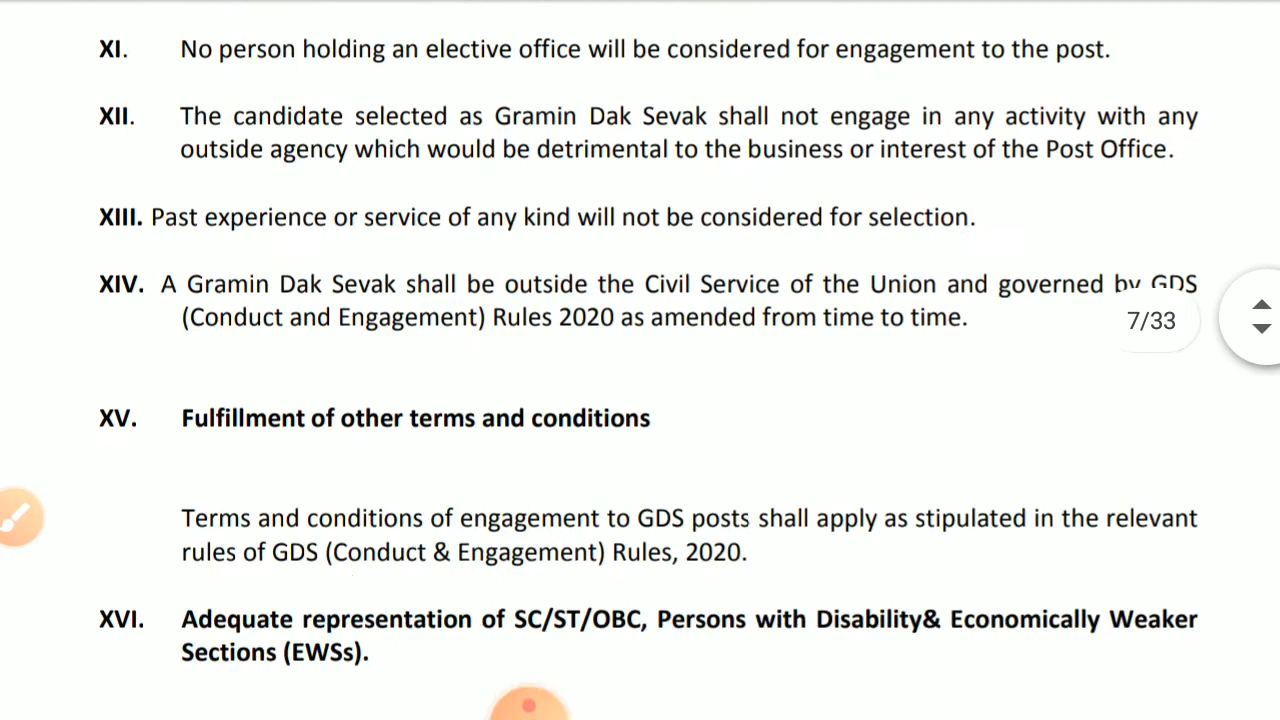 XI. No person holding an elective office will be considered for engagement to the post.
XII. The candidate selected as Gramin Dak Sevak shall not engage in any activity with any
outside agency which would be detrimental to the business or interest of the Post Office.
XIII. Past experience or service of any kind will not be considered for selection.
XIV. A Gramin Dak Sevak shall be outside the Civil Service of the Union and governed by GDS
(Conduct and Engagement) Rules 2020 as amended from time to time.
7/33
XV. Fulfillment of other terms and conditions
Terms and conditions of engagement to GDS posts shall apply as stipulated in the relevant
rules of GDS (Conduct & Engagement) Rules, 2020.
XVI. Adequate representation of SC/ST/OBC, Persons with Disability& Economically Weaker
Sections (EWSs).